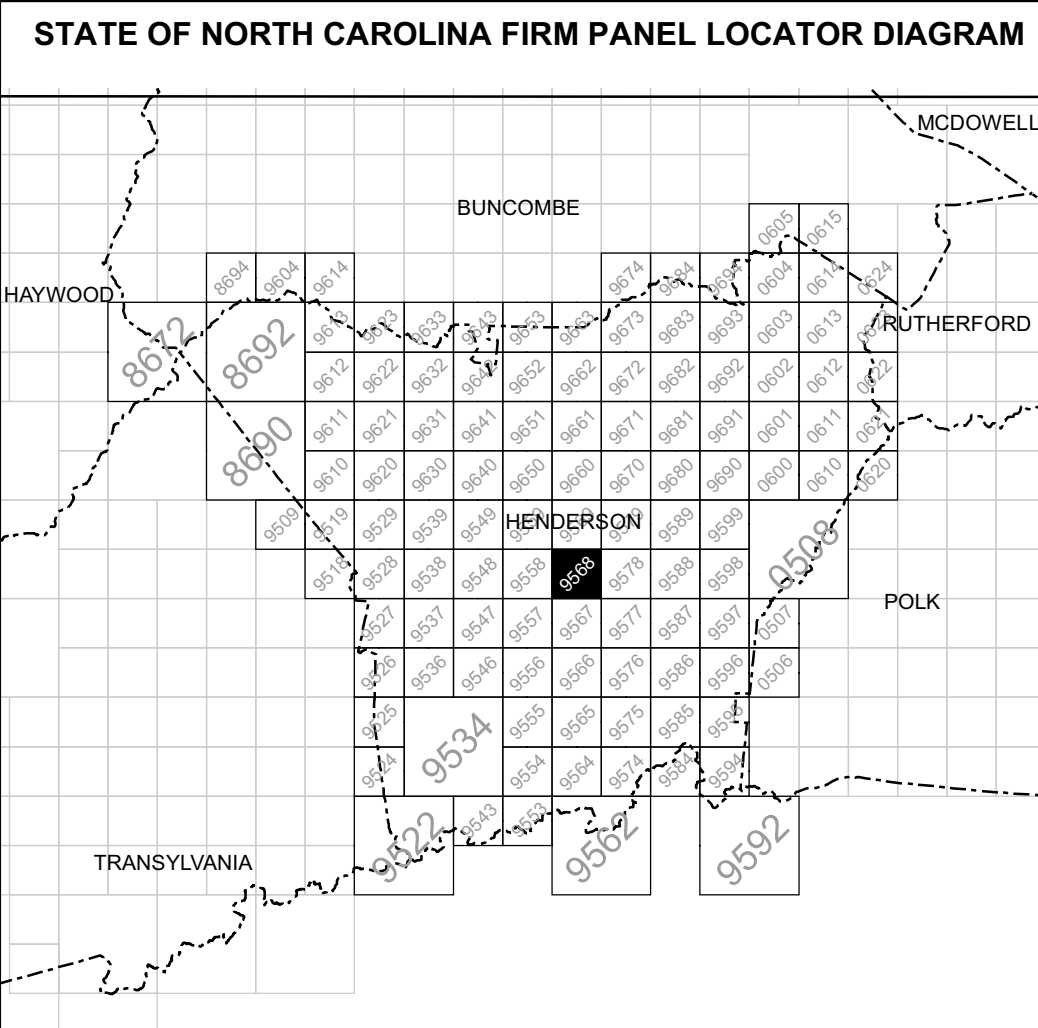 STATE OF NORTH CAROLINA FIRM PANEL LOCATOR DIAGRAM
MCDOWELL
BUNCOMBE
0605 0615
8694 9604 9614 9674 9684 9694 0604 0614 0624
HAYWOOD
8672 8692 9613 9623 9633 9643 9653 9663 9673 9683 9693 0603 0613 0623
RUTHERFORD
9612 9622 9632 9642 9652 9662 9672 9682 9692 0602 0612 0622
8690 9611 9621 9631 9641 9651 9661 9671 9681 9691 0601 0611 0621
9610 9620 9630 9640 9650 9660 9670 9680 9690 0600 0610 0620
9509 9519 9529 9539 9549 9589 9599
HENDERSON
0508
9518 9528 9538 9548 9558 9568 9578 9588 9598
POLK
9527 9537 9547 9557 9567 9577 9587 9597 0507
9526 9536 9546 9556 9566 9576 9586 9596 0506
9525 9534 9555 9565 9575 9585 9595
9524 9554 9564 9574 9584 9594
9522 9543 9553 9562 9592
TRANSYLVANIA